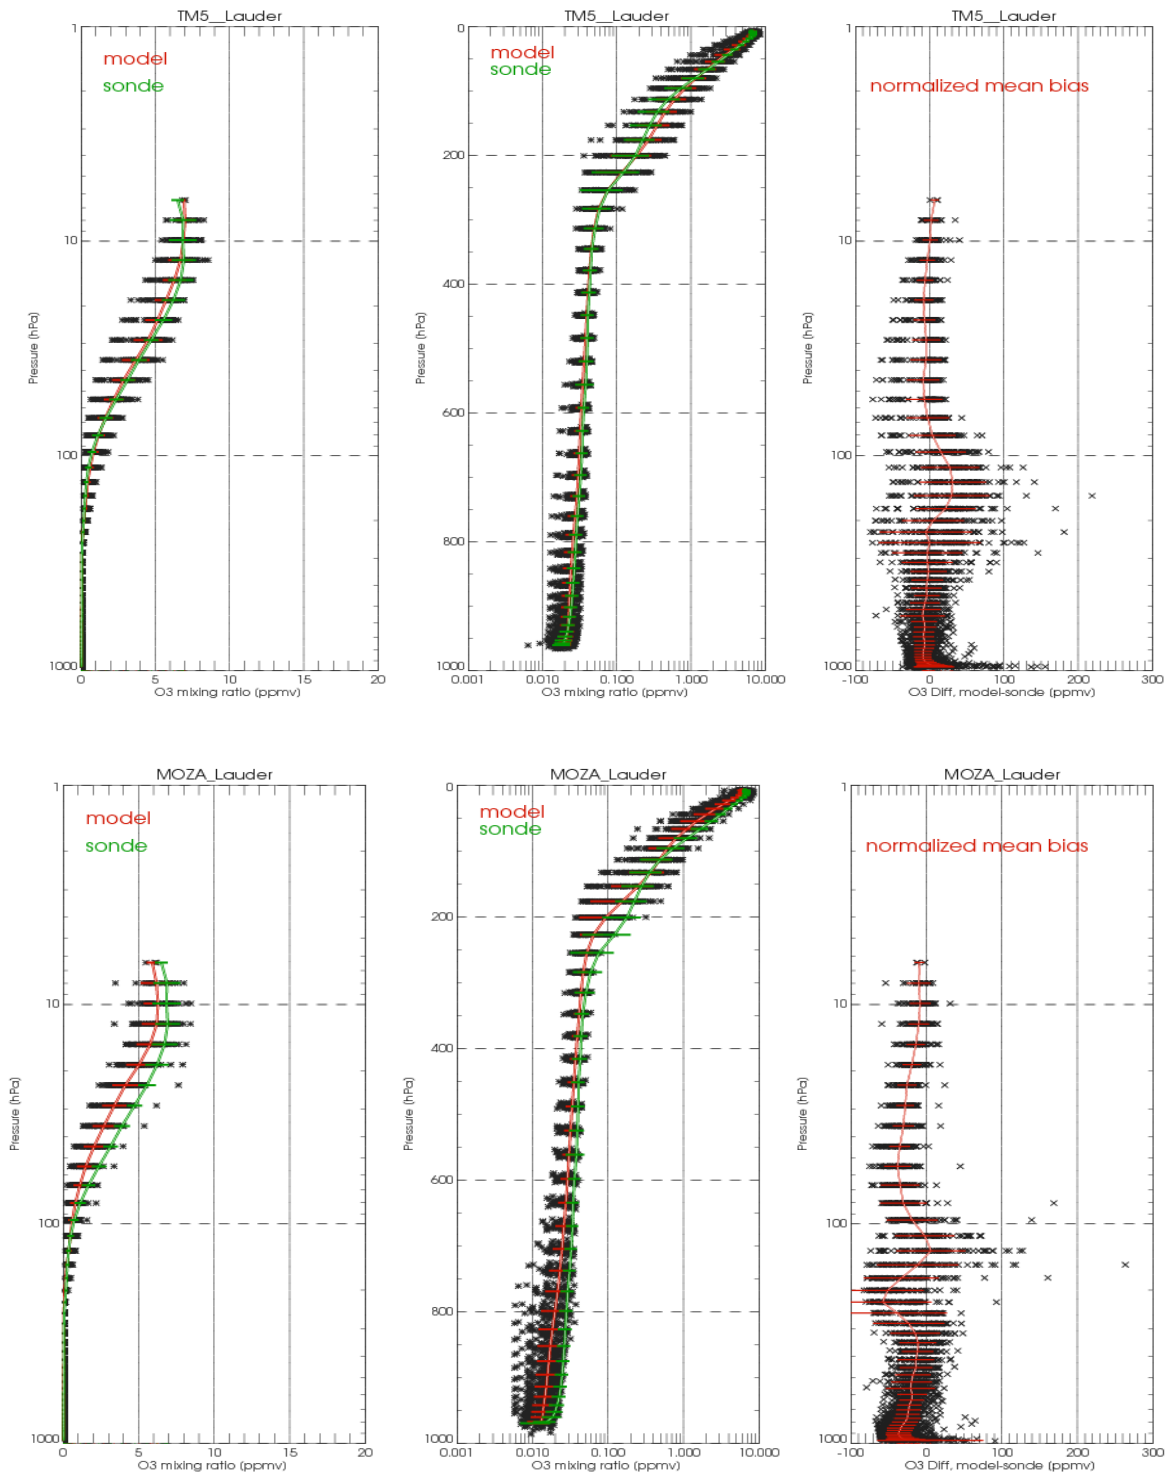 TM5__Lauder
model
sonde
1
10
100
1000
Pressure (hPa)
0 5 10 15 20
O3 mixing ratio (ppmv)
TM5__Lauder
model
sonde
0
200
400
600
800
1000
Pressure (hPa)
0.001 0.010 0.100 1.000 10.000
O3 mixing ratio (ppmv)
TM5__Lauder
normalized mean bias
1
10
100
1000
Pressure (hPa)
-100 0 100 200 300
O3 Diff, model-sonde [ppmv]
MOZA_Lauder
model
sonde
1
10
100
1000
Pressure (hPa)
0 5 10 15 20
O3 mixing ratio (ppmv)
MOZA_Lauder
model
sonde
0
200
400
600
800
1000
Pressure (hPa)
0.001 0.010 0.100 1.000 10.000
O3 mixing ratio (ppmv)
MOZA_Lauder
normalized mean bias
1
10
100
1000
Pressure (hPa)
-100 0 100 200 300
O3 Diff, model-sonde [ppmv]